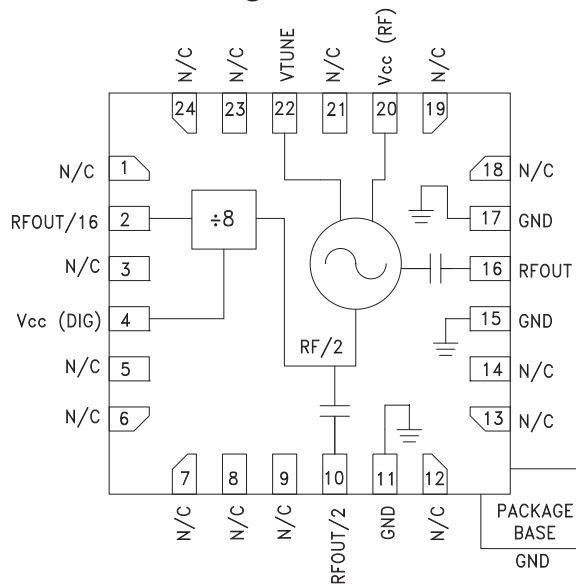 g
N/C
N/C
VTUNE
N/C
Vcc (RF)
N/C
24
23
22
21
20
19
N/C 1
18 N/C
RFOUT/16 2
÷8
17 GND
N/C 3
16 RFOUT
Vcc (DIG) 4
15 GND
RF/2
N/C 5
14 N/C
N/C 6
13 N/C
7
8
9
10
11
12
N/C
N/C
N/C
RFOUT/2
GND
N/C
PACKAGE
BASE
GND